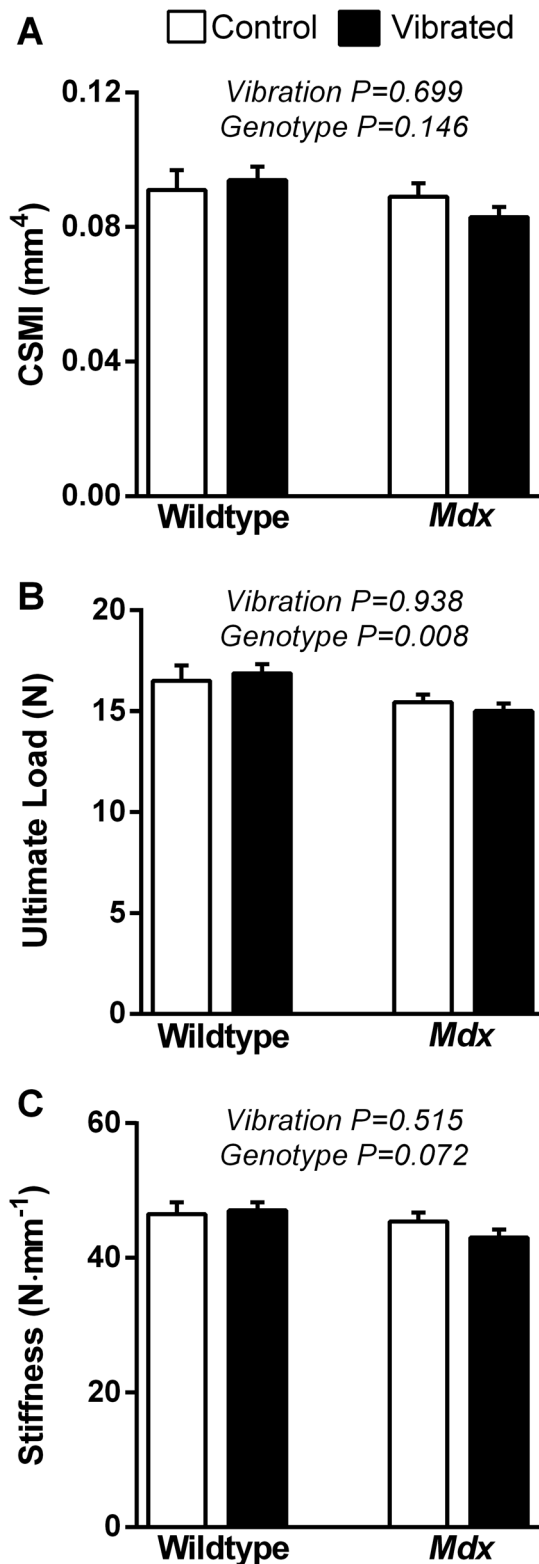 A
Control Vibrated
Vibration P=0.699
Genotype P=0.146
CSMI (mm⁴)
0.12
0.08
0.04
0.00
Wildtype Mdx
B
Vibration P=0.938
Genotype P=0.008
Ultimate Load (N)
20
15
10
5
0
Wildtype Mdx
C
Vibration P=0.515
Genotype P=0.072
Stiffness (N·mm⁻¹)
60
40
20
0
Wildtype Mdx